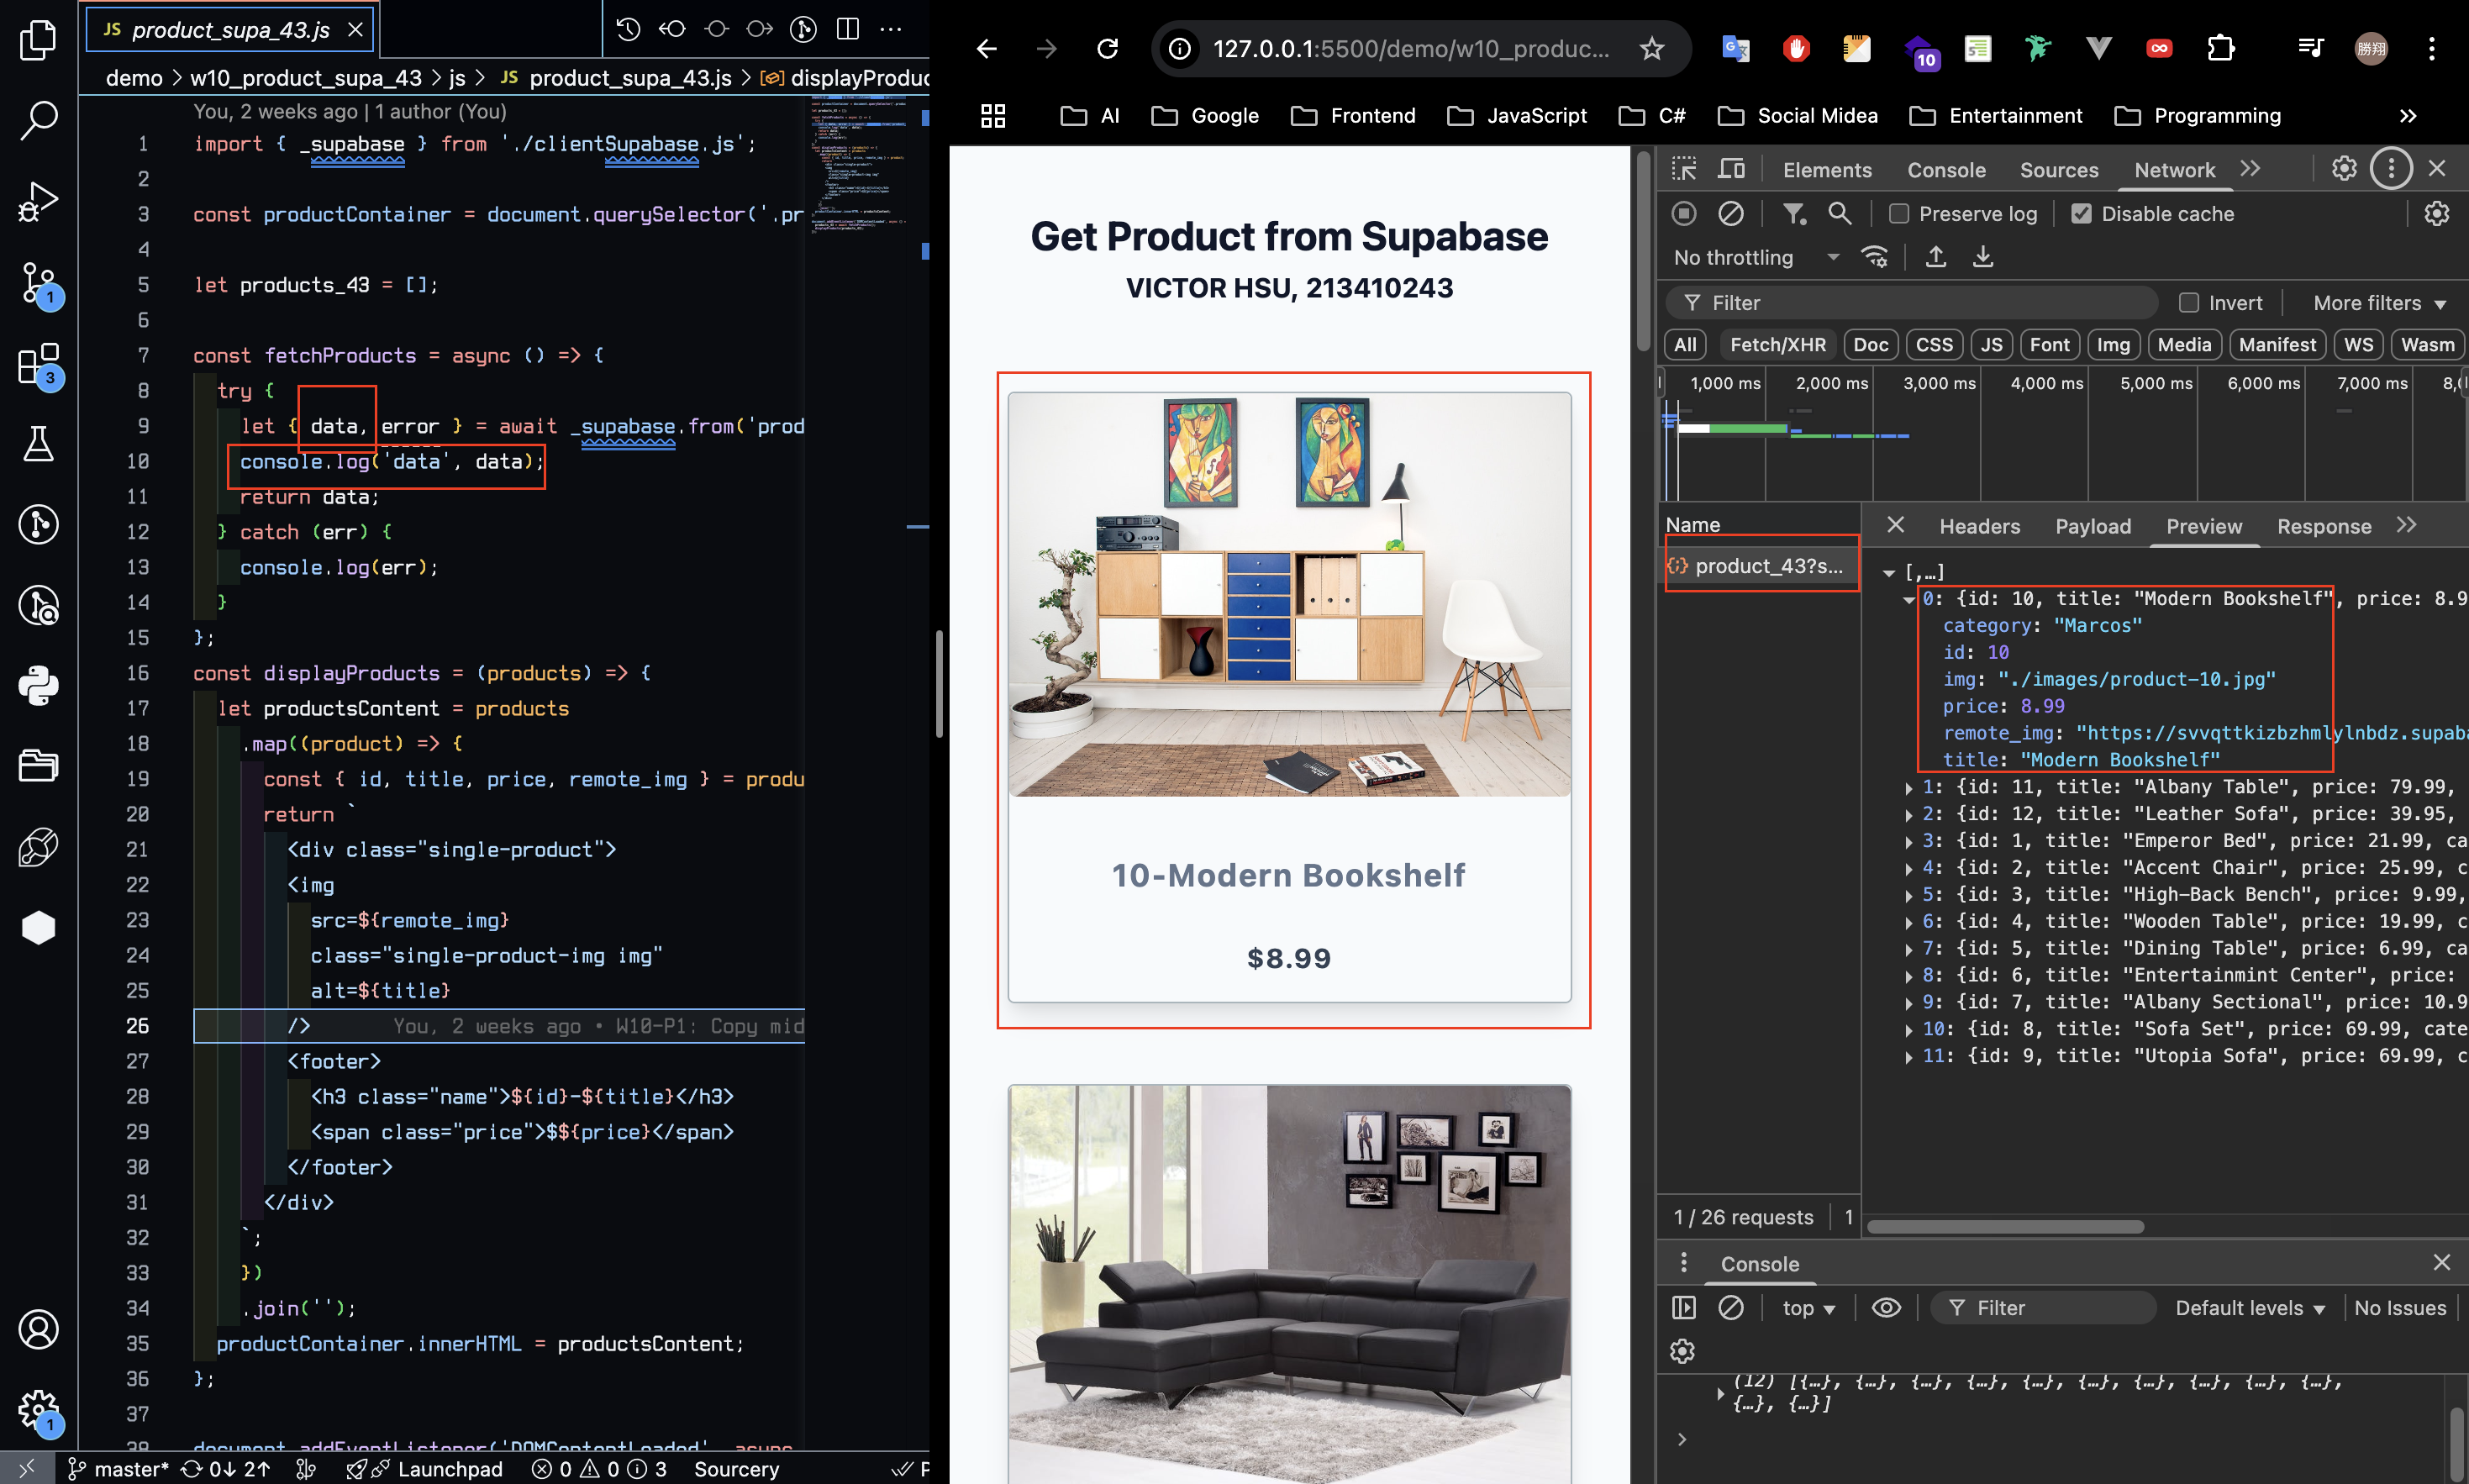 JS product_supa_43.js
demo > w10_product_supa_43 > js > JS product_supa_43.js > displayProduc
You, 2 weeks ago | 1 author (You)
1 import { _supabase } from './clientSupabase.js';
2
3 const productContainer = document.querySelector('.pr
4
5 let products_43 = [];
6
7 const fetchProducts = async () => {
8 try {
9 let { data, error } = await _supabase.from('prod
10 console.log('data', data);
11 return data;
12 } catch (err) {
13 console.log(err);
14 }
15 };
16 const displayProducts = (products) => {
17 let productsContent = products
18 .map((product) => {
19 const { id, title, price, remote_img } = produ
20 return `
21 <div class="single-product">
22 <img
23 src=${remote_img}
24 class="single-product-img img"
25 alt=${title}
26 /> You, 2 weeks ago • W10-P1: Copy mid
27 <footer>
28 <h3 class="name">${id}-${title}</h3>
29 <span class="price">$${price}</span>
30 </footer>
31 </div>
32 `;
33 })
34 .join('');
35 productContainer.innerHTML = productsContent;
36 };
37
38 document.addEventListener('DOMContentLoaded', async
1
3
1
master* 0↓ 2↑ Launchpad 0 0 3 Sourcery
127.0.0.1:5500/demo/w10_produc...
10
勝翔
AI Google Frontend JavaScript C# Social Midea Entertainment Programming
Get Product from Supabase
VICTOR HSU, 213410243
10-Modern Bookshelf
$8.99
Elements Console Sources Network
Preserve log Disable cache
No throttling
Filter Invert More filters
All Fetch/XHR Doc CSS JS Font Img Media Manifest WS Wasm
1,000 ms 2,000 ms 3,000 ms 4,000 ms 5,000 ms 6,000 ms 7,000 ms 8,0
Name
product_43?s...
1 / 26 requests 1
Headers Payload Preview Response
[,…]
0: {id: 10, title: "Modern Bookshelf", price: 8.9
category: "Marcos"
id: 10
img: "./images/product-10.jpg"
price: 8.99
remote_img: "https://svvqttkizbzhmlylnbdz.supaba
title: "Modern Bookshelf"
1: {id: 11, title: "Albany Table", price: 79.99,
2: {id: 12, title: "Leather Sofa", price: 39.95,
3: {id: 1, title: "Emperor Bed", price: 21.99, ca
4: {id: 2, title: "Accent Chair", price: 25.99, c
5: {id: 3, title: "High-Back Bench", price: 9.99,
6: {id: 4, title: "Wooden Table", price: 19.99, c
7: {id: 5, title: "Dining Table", price: 6.99, ca
8: {id: 6, title: "Entertainmint Center", price:
9: {id: 7, title: "Albany Sectional", price: 10.9
10: {id: 8, title: "Sofa Set", price: 69.99, cate
11: {id: 9, title: "Utopia Sofa", price: 69.99, c
Console
top Filter Default levels No Issues
(12) [{…}, {…}, {…}, {…}, {…}, {…}, {…}, {…}, {…}, {…},
{…}, {…}]